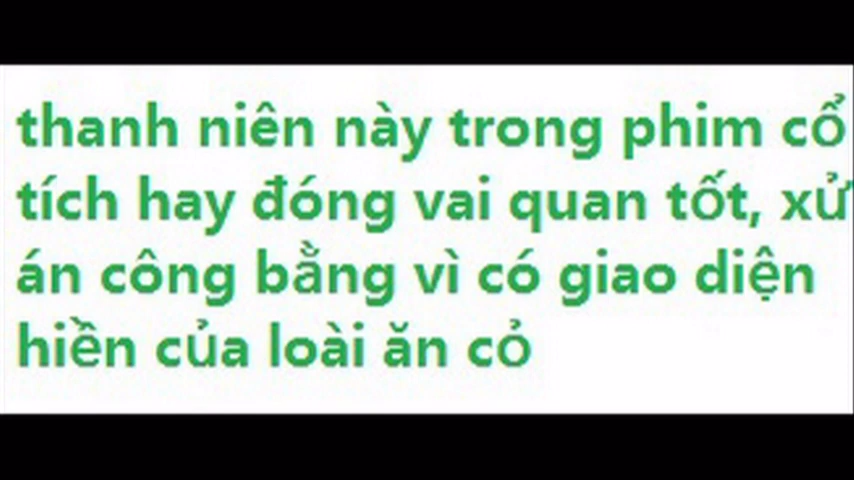 thanh niên này trong phim cổ
tích hay đóng vai quan tốt, xử
án công bằng vì có giao diện
hiền của loài ăn cỏ